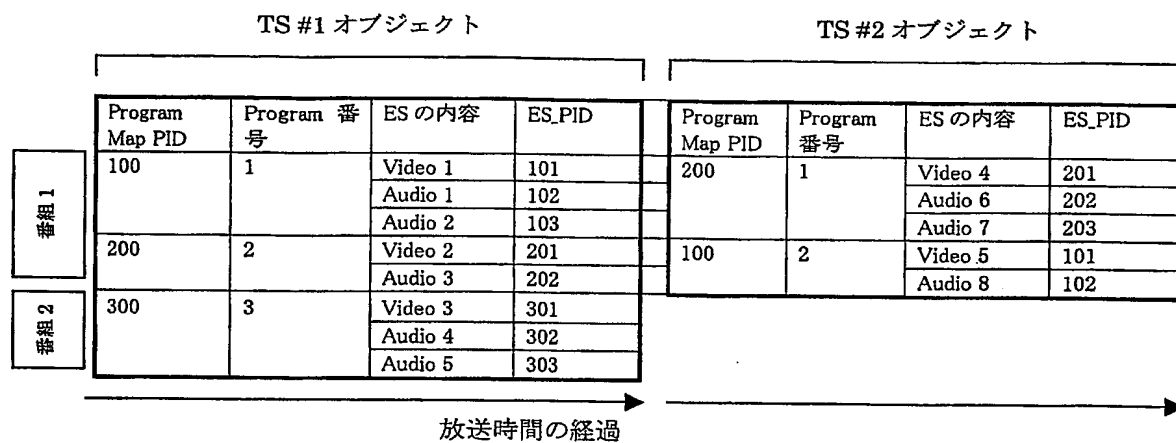 TS #1 オブジェクト
TS #2 オブジェクト
Program Map PID
Program 番号
ES の内容
ES_PID
100
1
Video 1
101
Audio 1
102
Audio 2
103
200
2
Video 2
201
Audio 3
202
300
3
Video 3
301
Audio 4
302
Audio 5
303
Program Map PID
Program 番号
ES の内容
ES_PID
200
1
Video 4
201
Audio 6
202
Audio 7
203
100
2
Video 5
101
Audio 8
102
番組 1
番組 2
放送時間の経過